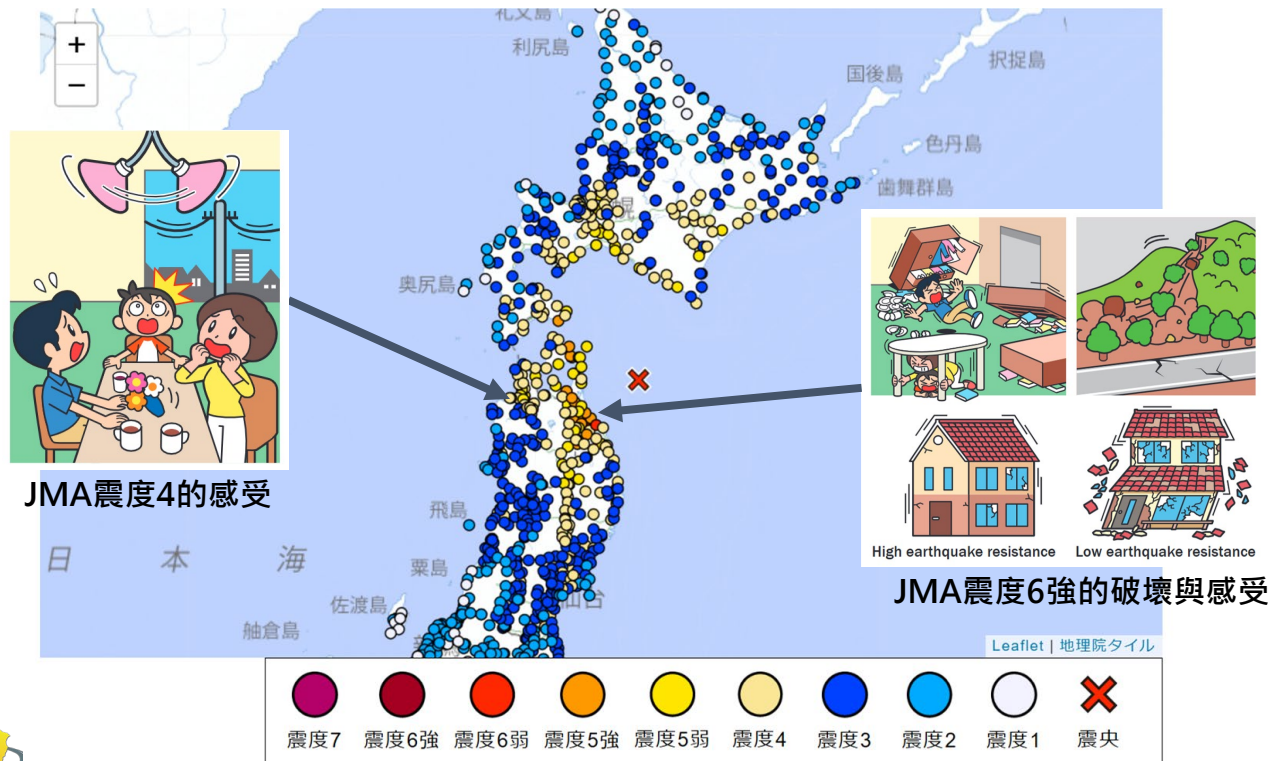 +
−
礼文島
利尻島
国後島
択捉島
色丹島
歯舞群島
幌
奥尻島
JMA震度4的感受
High earthquake resistance
Low earthquake resistance
JMA震度6強的破壞與感受
飛島
日本海
粟島
仙台
佐渡島
舳倉島
Leaflet | 地理院タイル
震度7 震度6強 震度6弱 震度5強 震度5弱 震度4 震度3 震度2 震度1 震央